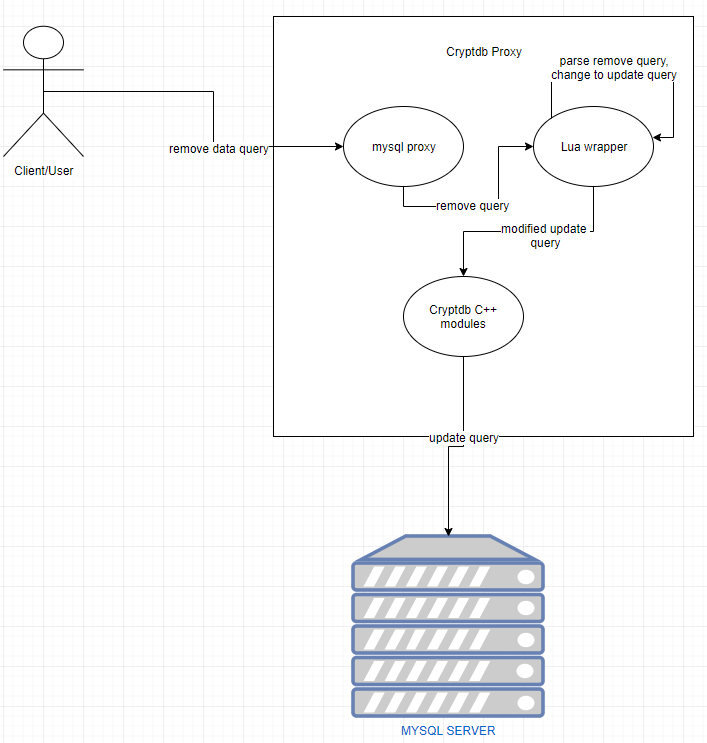 Cryptdb Proxy
parse remove query,
change to update query
remove data query
mysql proxy
Lua wrapper
Client/User
remove query
modified update
query
Cryptdb C++
modules
update query
MYSQL SERVER